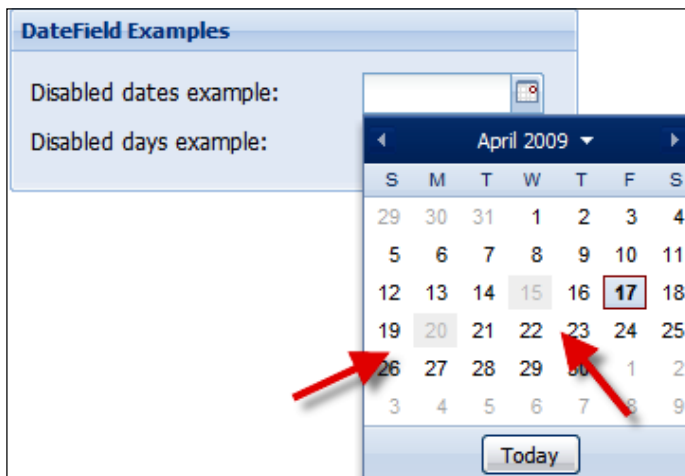 DateField Examples
Disabled dates example:
Disabled days example:
April 2009
S M T W T F S
29 30 31 1 2 3 4
5 6 7 8 9 10 11
12 13 14 15 16 17 18
19 20 21 22 23 24 25
26 27 28 29 30 1 2
3 4 5 6 7 8 9
Today